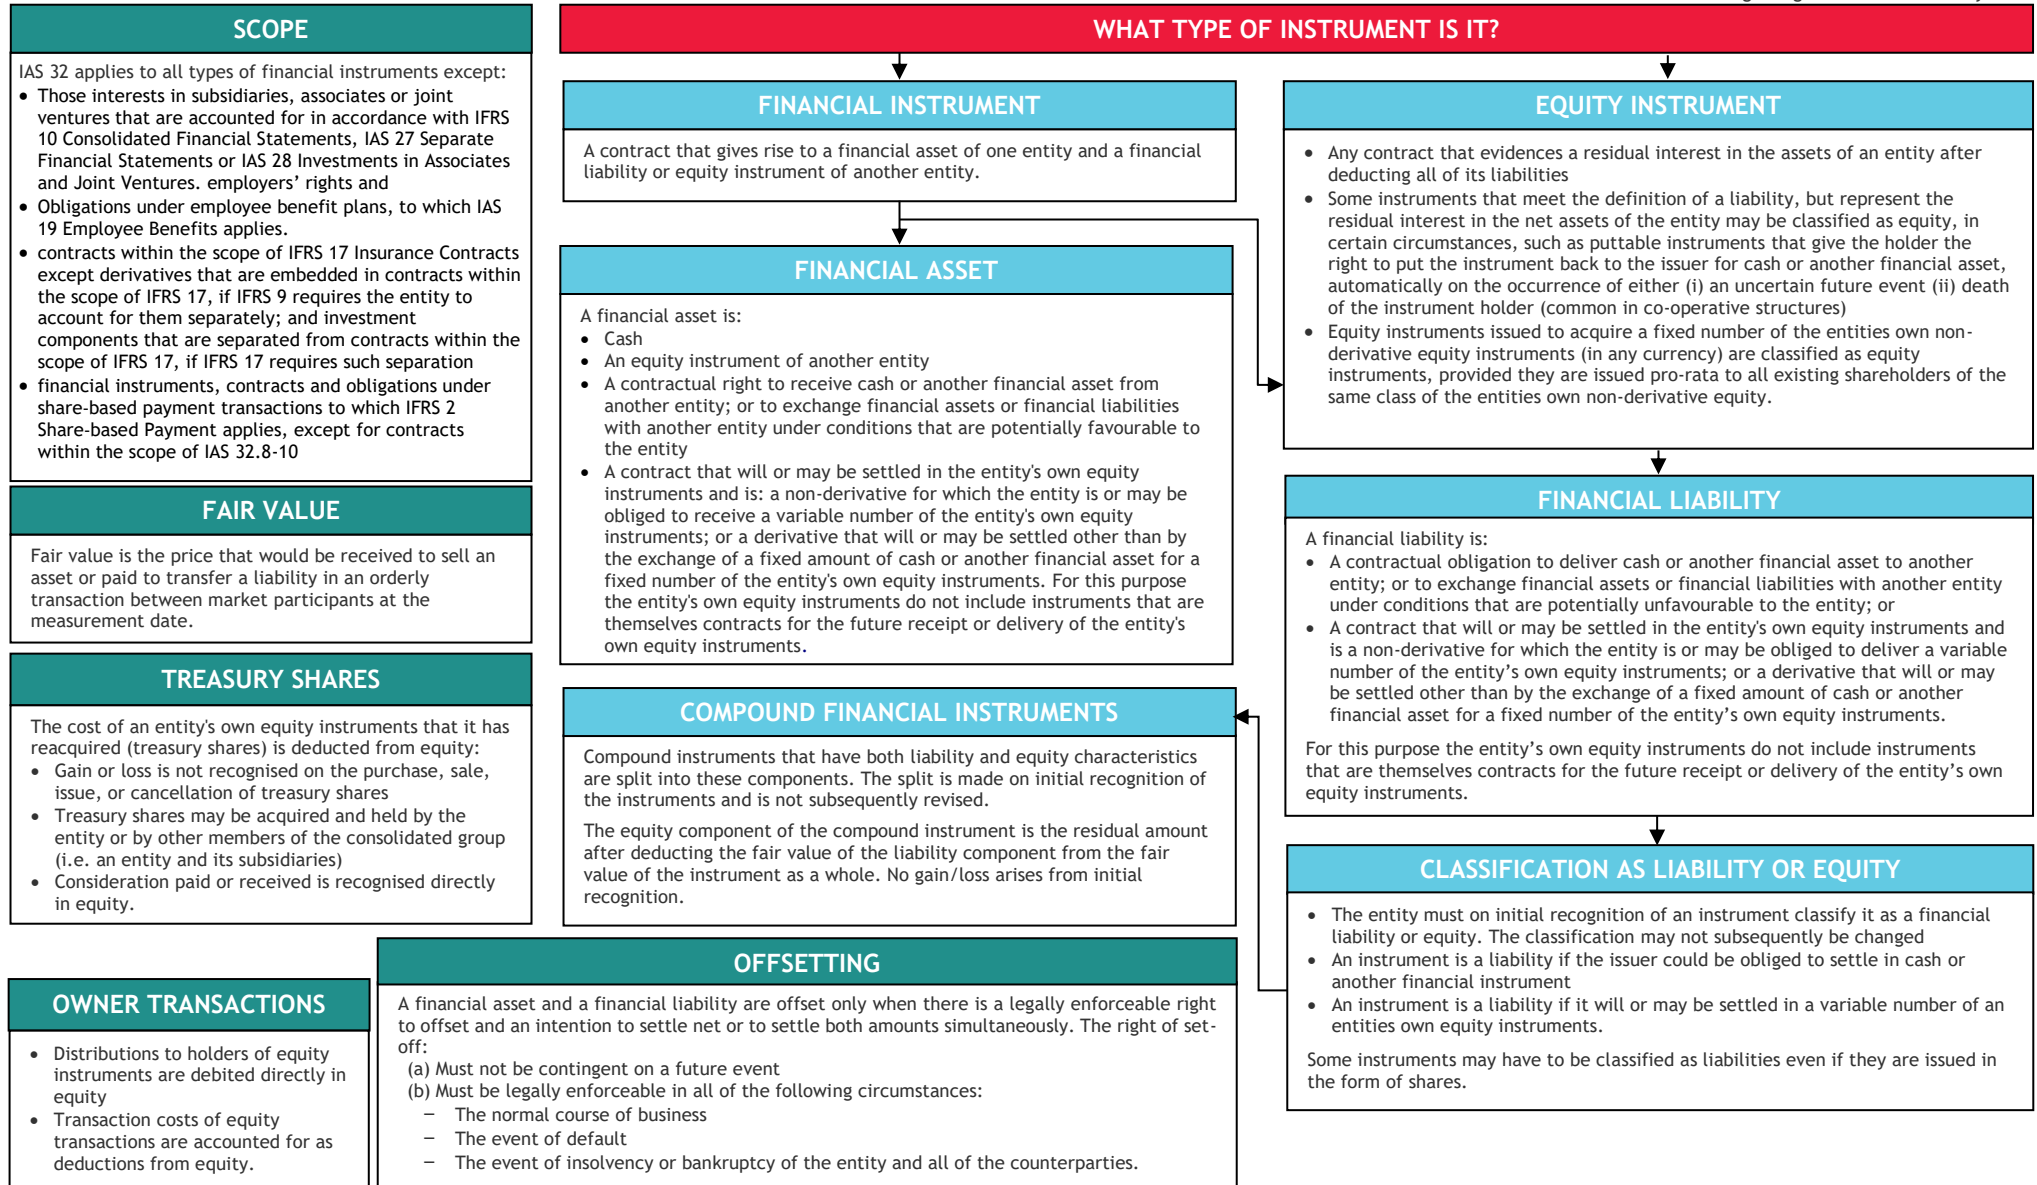 SCOPE
IAS 32 applies to all types of financial instruments except:
• Those interests in subsidiaries, associates or joint
ventures that are accounted for in accordance with IFRS
10 Consolidated Financial Statements, IAS 27 Separate
Financial Statements or IAS 28 Investments in Associates
and Joint Ventures. employers’ rights and
• Obligations under employee benefit plans, to which IAS
19 Employee Benefits applies.
• contracts within the scope of IFRS 17 Insurance Contracts
except derivatives that are embedded in contracts within
the scope of IFRS 17, if IFRS 9 requires the entity to
account for them separately; and investment
components that are separated from contracts within the
scope of IFRS 17, if IFRS 17 requires such separation
• financial instruments, contracts and obligations under
share-based payment transactions to which IFRS 2
Share-based Payment applies, except for contracts
within the scope of IAS 32.8-10
FAIR VALUE
Fair value is the price that would be received to sell an
asset or paid to transfer a liability in an orderly
transaction between market participants at the
measurement date.
TREASURY SHARES
The cost of an entity's own equity instruments that it has
reacquired (treasury shares) is deducted from equity:
• Gain or loss is not recognised on the purchase, sale,
issue, or cancellation of treasury shares
• Treasury shares may be acquired and held by the
entity or by other members of the consolidated group
(i.e. an entity and its subsidiaries)
• Consideration paid or received is recognised directly
in equity.
OWNER TRANSACTIONS
• Distributions to holders of equity
instruments are debited directly in
equity
• Transaction costs of equity
transactions are accounted for as
deductions from equity.
WHAT TYPE OF INSTRUMENT IS IT?
FINANCIAL INSTRUMENT
A contract that gives rise to a financial asset of one entity and a financial
liability or equity instrument of another entity.
FINANCIAL ASSET
A financial asset is:
• Cash
• An equity instrument of another entity
• A contractual right to receive cash or another financial asset from
another entity; or to exchange financial assets or financial liabilities
with another entity under conditions that are potentially favourable to
the entity
• A contract that will or may be settled in the entity's own equity
instruments and is: a non-derivative for which the entity is or may be
obliged to receive a variable number of the entity's own equity
instruments; or a derivative that will or may be settled other than by
the exchange of a fixed amount of cash or another financial asset for a
fixed number of the entity's own equity instruments. For this purpose
the entity's own equity instruments do not include instruments that are
themselves contracts for the future receipt or delivery of the entity's
own equity instruments.
COMPOUND FINANCIAL INSTRUMENTS
Compound instruments that have both liability and equity characteristics
are split into these components. The split is made on initial recognition of
the instruments and is not subsequently revised.
The equity component of the compound instrument is the residual amount
after deducting the fair value of the liability component from the fair
value of the instrument as a whole. No gain/loss arises from initial
recognition.
OFFSETTING
A financial asset and a financial liability are offset only when there is a legally enforceable right
to offset and an intention to settle net or to settle both amounts simultaneously. The right of set-
off:
(a) Must not be contingent on a future event
(b) Must be legally enforceable in all of the following circumstances:
− The normal course of business
− The event of default
− The event of insolvency or bankruptcy of the entity and all of the counterparties.
EQUITY INSTRUMENT
• Any contract that evidences a residual interest in the assets of an entity after
deducting all of its liabilities
• Some instruments that meet the definition of a liability, but represent the
residual interest in the net assets of the entity may be classified as equity, in
certain circumstances, such as puttable instruments that give the holder the
right to put the instrument back to the issuer for cash or another financial asset,
automatically on the occurrence of either (i) an uncertain future event (ii) death
of the instrument holder (common in co-operative structures)
• Equity instruments issued to acquire a fixed number of the entities own non-
derivative equity instruments (in any currency) are classified as equity
instruments, provided they are issued pro-rata to all existing shareholders of the
same class of the entities own non-derivative equity.
FINANCIAL LIABILITY
A financial liability is:
• A contractual obligation to deliver cash or another financial asset to another
entity; or to exchange financial assets or financial liabilities with another entity
under conditions that are potentially unfavourable to the entity; or
• A contract that will or may be settled in the entity's own equity instruments and
is a non-derivative for which the entity is or may be obliged to deliver a variable
number of the entity’s own equity instruments; or a derivative that will or may
be settled other than by the exchange of a fixed amount of cash or another
financial asset for a fixed number of the entity’s own equity instruments.
For this purpose the entity’s own equity instruments do not include instruments
that are themselves contracts for the future receipt or delivery of the entity’s own
equity instruments.
CLASSIFICATION AS LIABILITY OR EQUITY
• The entity must on initial recognition of an instrument classify it as a financial
liability or equity. The classification may not subsequently be changed
• An instrument is a liability if the issuer could be obliged to settle in cash or
another financial instrument
• An instrument is a liability if it will or may be settled in a variable number of an
entities own equity instruments.
Some instruments may have to be classified as liabilities even if they are issued in
the form of shares.